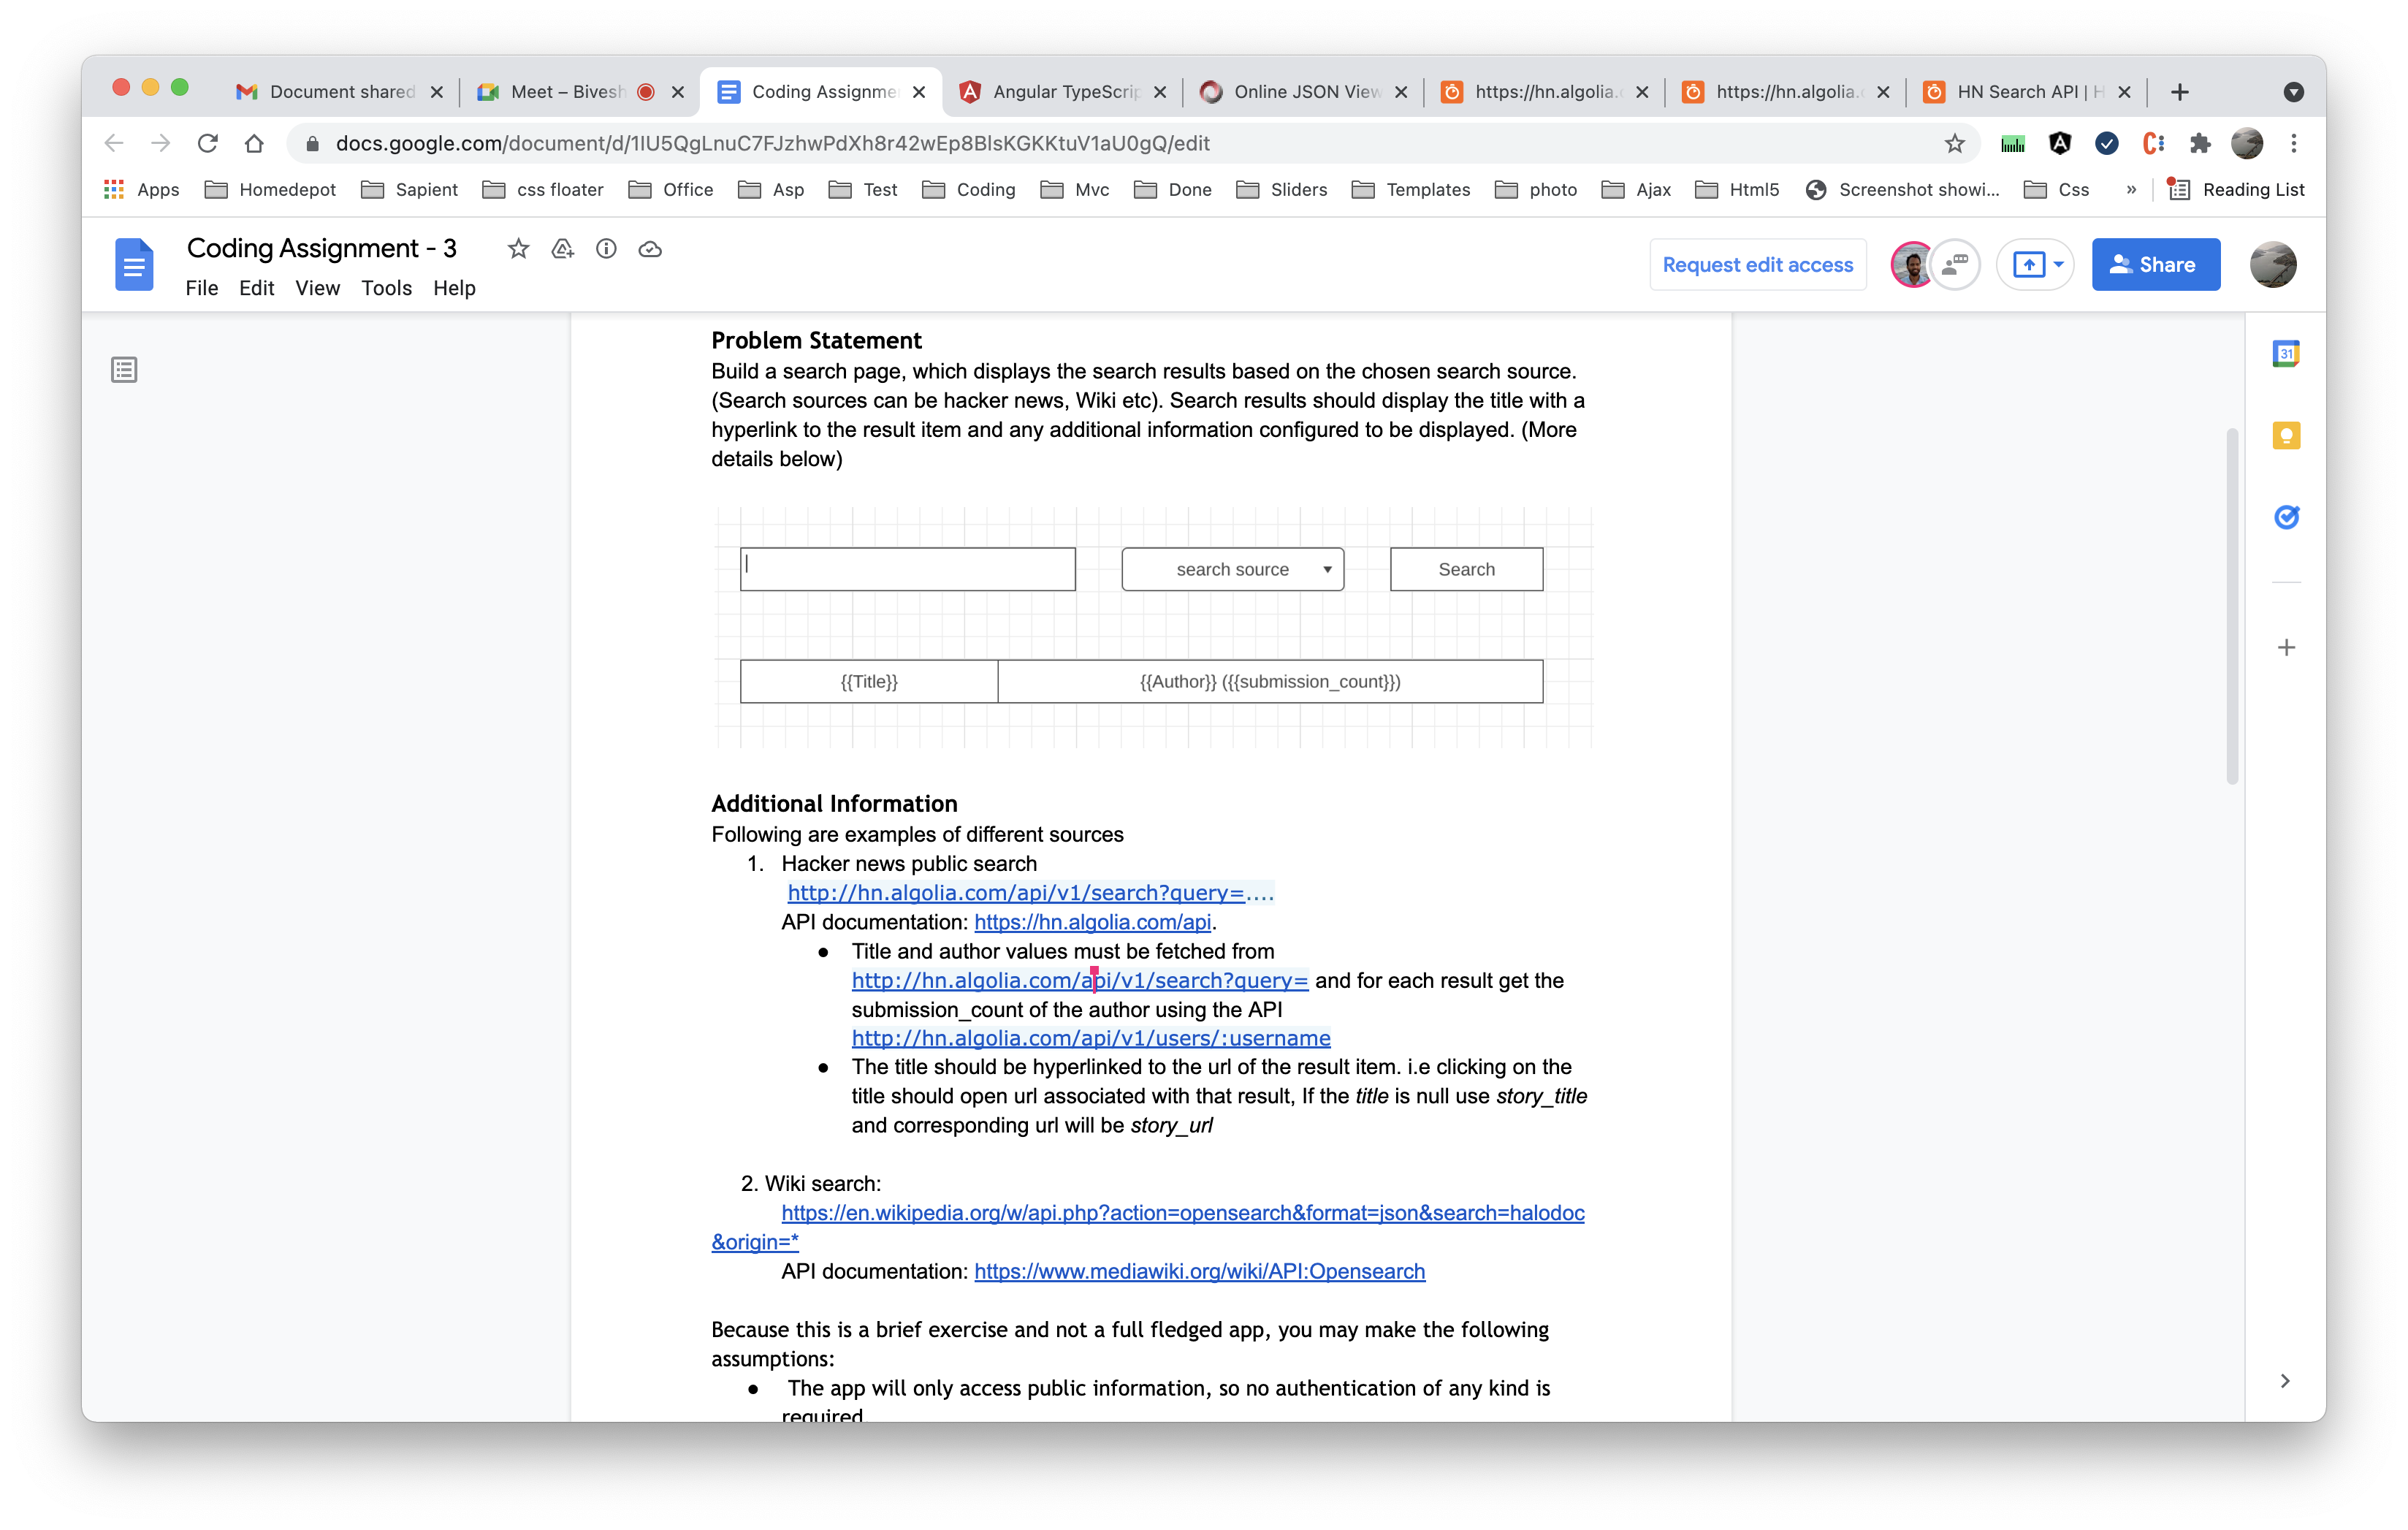 Document shared
Meet – Bivesh
Coding Assignme
Angular TypeScrip
Online JSON View
https://hn.algolia.c
https://hn.algolia.c
HN Search API | H
docs.google.com/document/d/1IU5QgLnuC7FJzhwPdXh8r42wEp8BlsKGKKtuV1aU0gQ/edit
Apps Homedepot Sapient css floater Office Asp Test Coding Mvc Done Sliders Templates photo Ajax Html5 Screenshot showi... Css » Reading List
Coding Assignment - 3
File Edit View Tools Help
Request edit access
Share
31
Problem Statement
Build a search page, which displays the search results based on the chosen search source.
(Search sources can be hacker news, Wiki etc). Search results should display the title with a
hyperlink to the result item and any additional information configured to be displayed. (More
details below)
search source
Search
{{Title}}
{{Author}} ({{submission_count}})
Additional Information
Following are examples of different sources
1. Hacker news public search
http://hn.algolia.com/api/v1/search?query=....
API documentation: https://hn.algolia.com/api.
● Title and author values must be fetched from
http://hn.algolia.com/api/v1/search?query= and for each result get the
submission_count of the author using the API
http://hn.algolia.com/api/v1/users/:username
● The title should be hyperlinked to the url of the result item. i.e clicking on the
title should open url associated with that result, If the title is null use story_title
and corresponding url will be story_url
2. Wiki search:
https://en.wikipedia.org/w/api.php?action=opensearch&format=json&search=halodoc
&origin=*
API documentation: https://www.mediawiki.org/wiki/API:Opensearch
Because this is a brief exercise and not a full fledged app, you may make the following
assumptions:
● The app will only access public information, so no authentication of any kind is
required